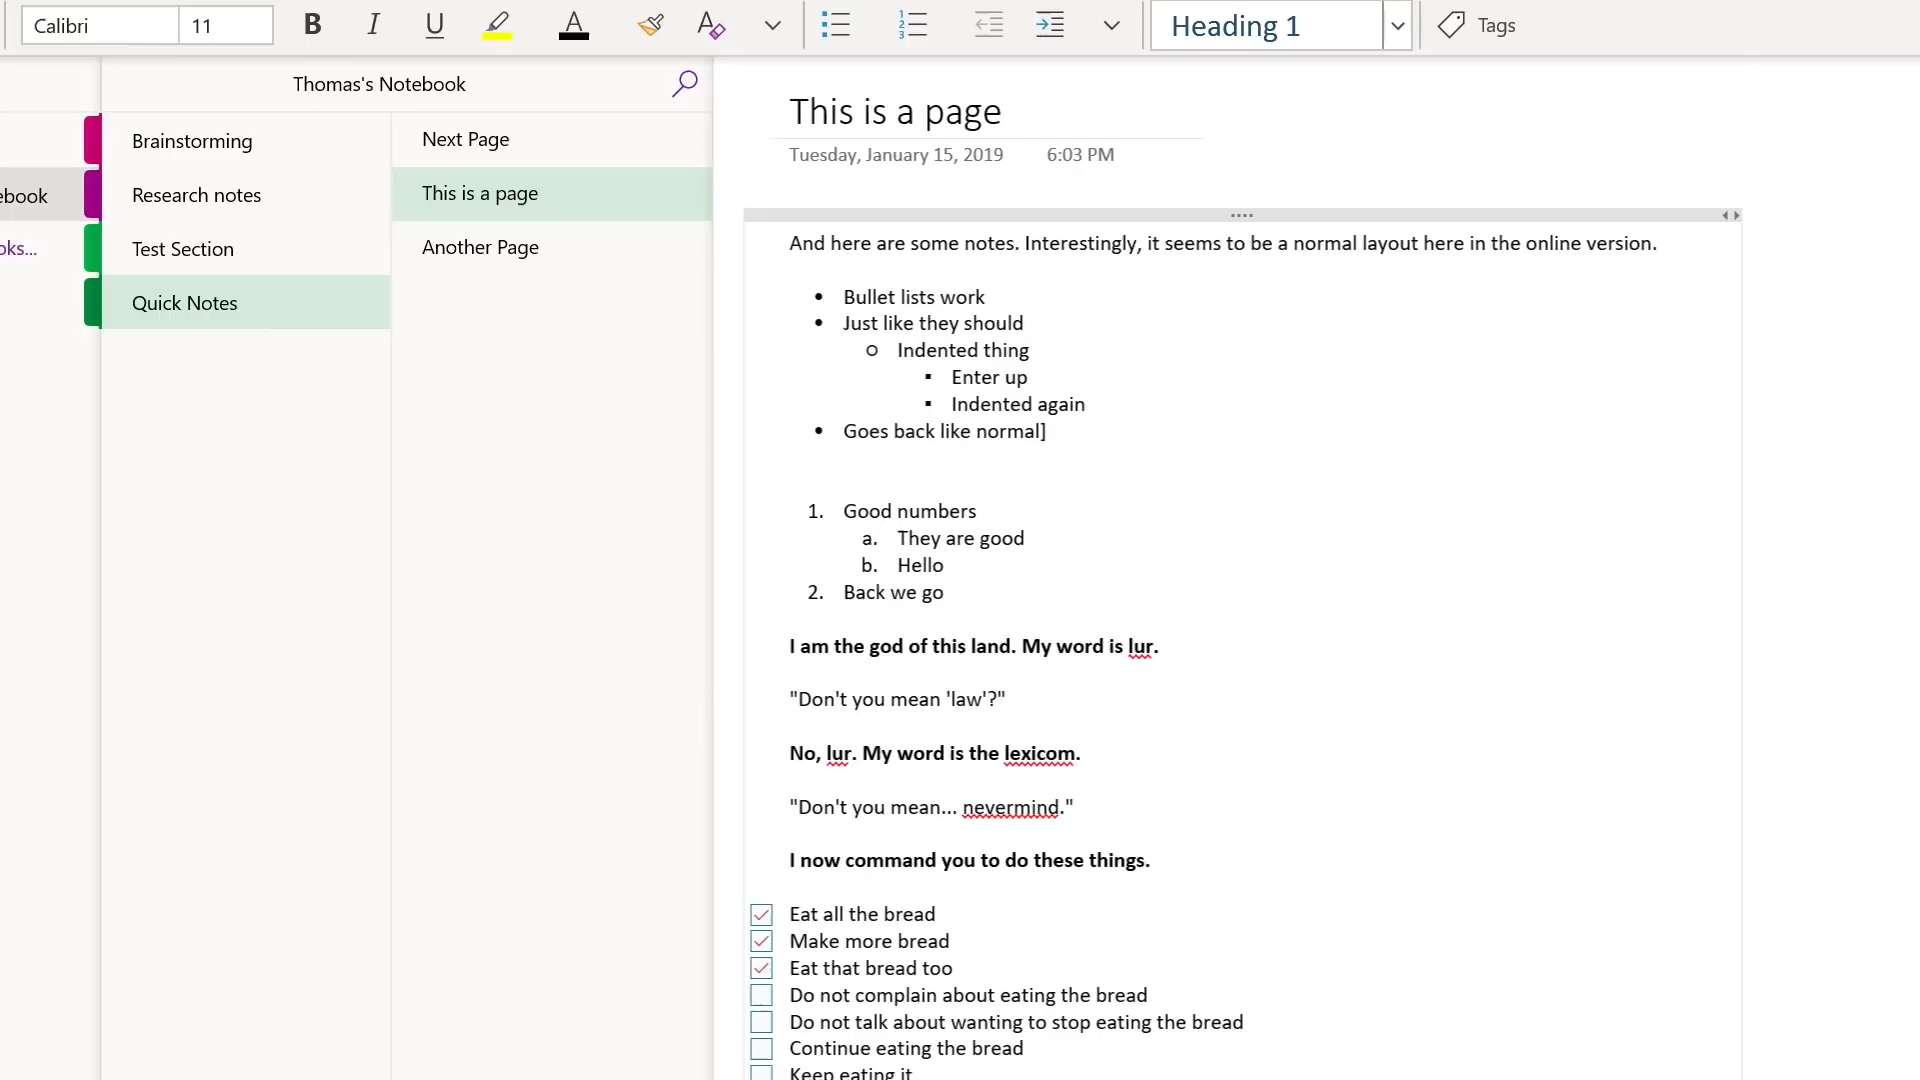 Calibri 11 B I U A A Heading 1 Tags
Thomas's Notebook
ebook
oks...
Brainstorming
Research notes
Test Section
Quick Notes
Next Page
This is a page
Another Page
This is a page
Tuesday, January 15, 2019 6:03 PM
And here are some notes. Interestingly, it seems to be a normal layout here in the online version.
• Bullet lists work
• Just like they should
o Indented thing
▪ Enter up
▪ Indented again
• Goes back like normal]
1. Good numbers
a. They are good
b. Hello
2. Back we go
I am the god of this land. My word is lur.
"Don't you mean 'law'?"
No, lur. My word is the lexicom.
"Don't you mean... nevermind."
I now command you to do these things.
Eat all the bread
Make more bread
Eat that bread too
Do not complain about eating the bread
Do not talk about wanting to stop eating the bread
Continue eating the bread
Keep eating it